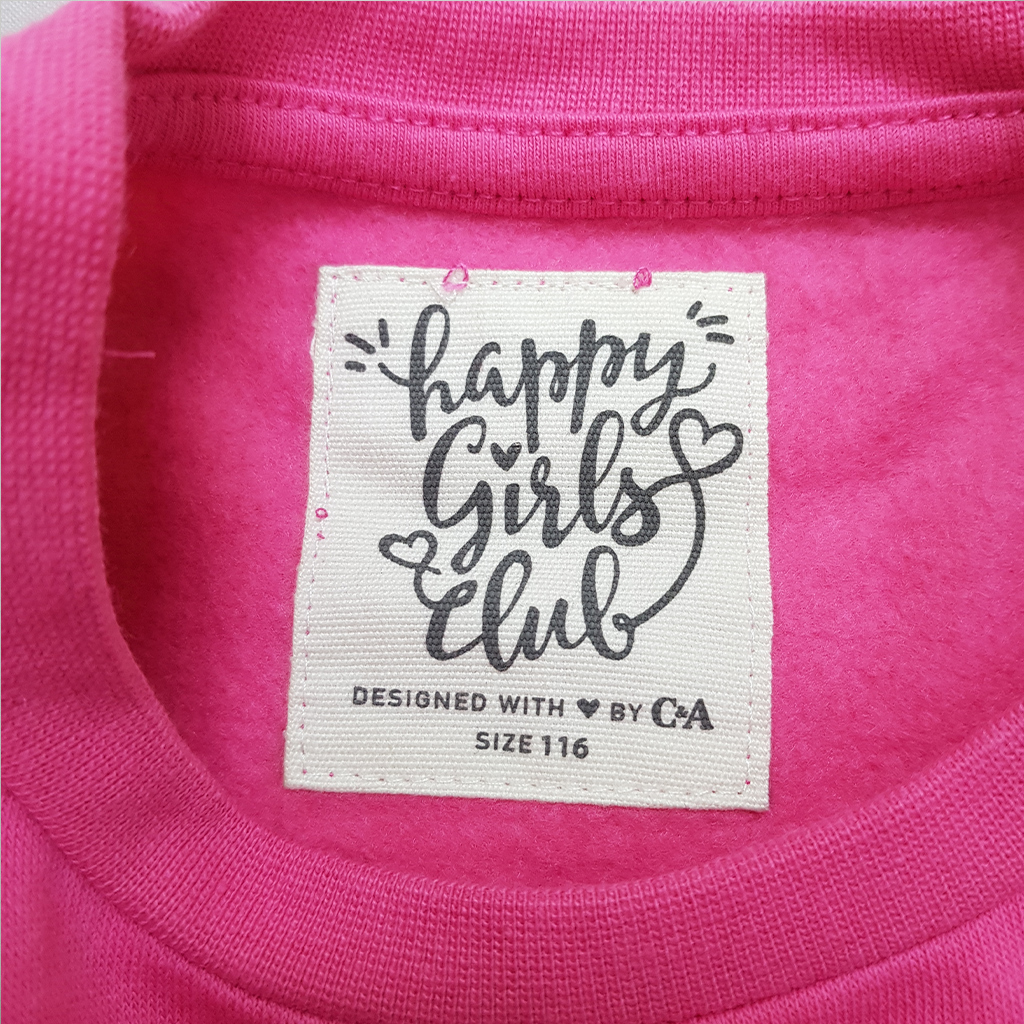 happy
Girls
Club
DESIGNED WITH ♥ BY C&A
SIZE 116